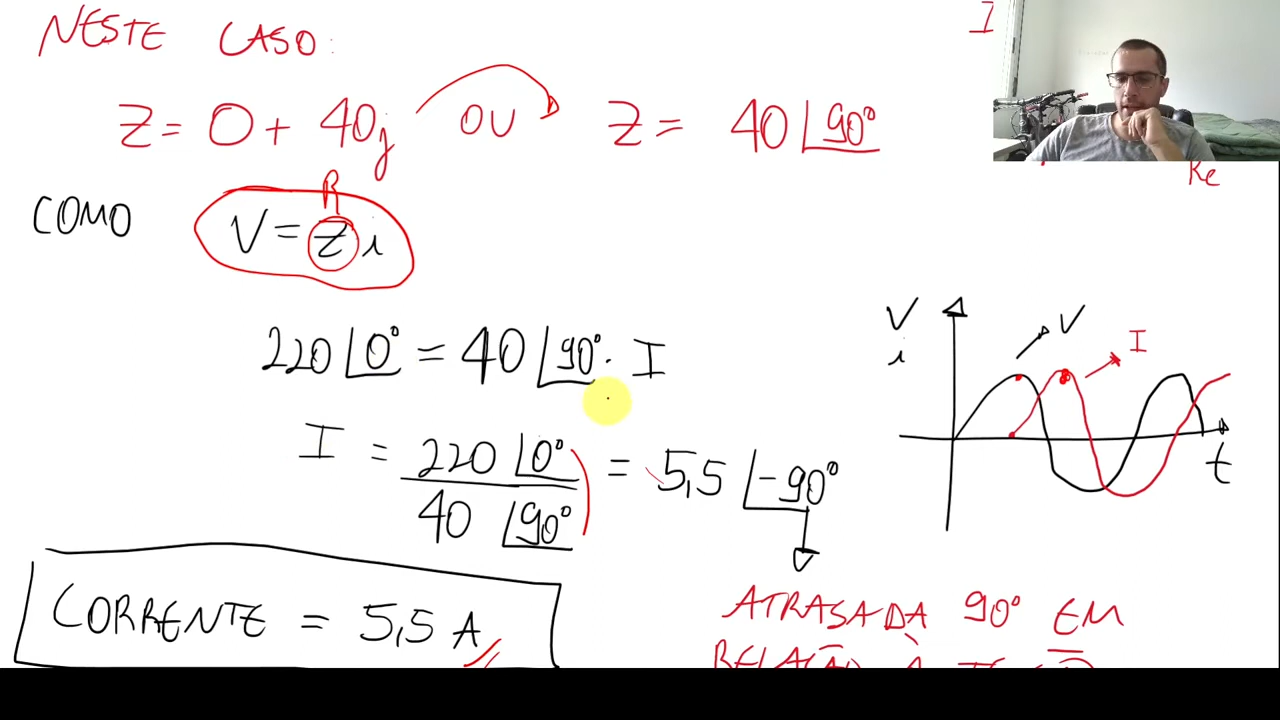 NESTE CASO:
I
Z = 0 + 40j OU Z = 40 ∠90°
Re
R
COMO V = Z i
V
i
V
I
t
220 ∠0° = 40 ∠90° · I
I = 220 ∠0° / 40 ∠90° = 5,5 ∠-90°
CORRENTE = 5,5 A
ATRASADA 90° EM
RELAÇÃO À